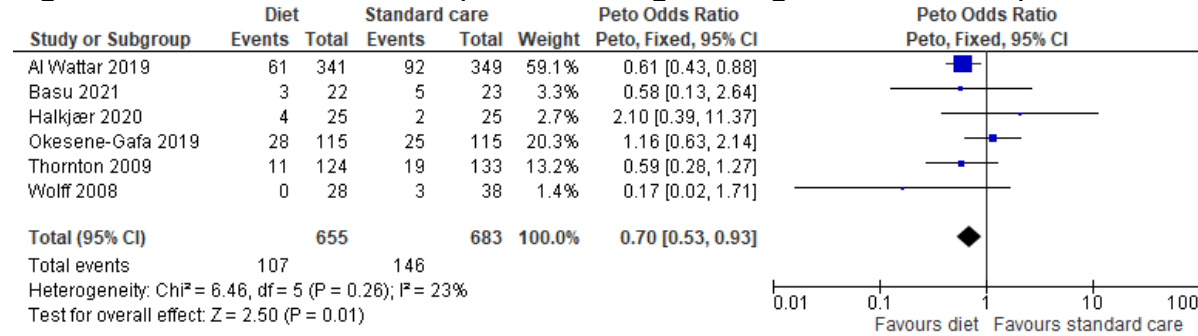 Diet Standard care Peto Odds Ratio Peto Odds Ratio
Study or Subgroup Events Total Events Total Weight Peto, Fixed, 95% CI Peto, Fixed, 95% CI
Al Wattar 2019 61 341 92 349 59.1% 0.61 [0.43, 0.88]
Basu 2021 3 22 5 23 3.3% 0.58 [0.13, 2.64]
Halkjær 2020 4 25 2 25 2.7% 2.10 [0.39, 11.37]
Okesene-Gafa 2019 28 115 25 115 20.3% 1.16 [0.63, 2.14]
Thornton 2009 11 124 19 133 13.2% 0.59 [0.28, 1.27]
Wolff 2008 0 28 3 38 1.4% 0.17 [0.02, 1.71]
Total (95% CI) 655 683 100.0% 0.70 [0.53, 0.93]
Total events 107 146
Heterogeneity: Chi² = 6.46, df = 5 (P = 0.26); I² = 23%
Test for overall effect: Z = 2.50 (P = 0.01)
0.01 0.1 1 10 100
Favours diet Favours standard care